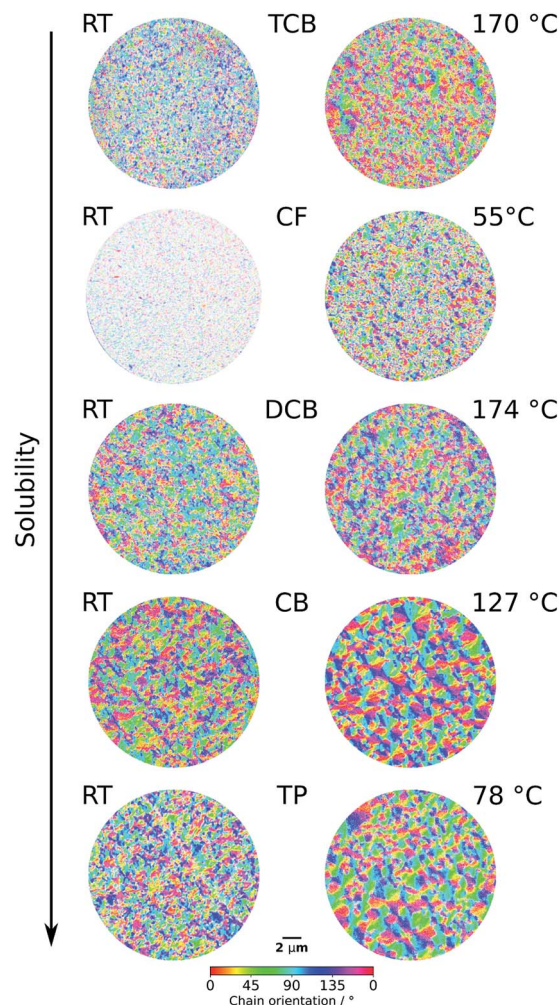 RT TCB 170 °C
RT CF 55°C
RT DCB 174 °C
RT CB 127 °C
RT TP 78 °C
Solubility
2 µm
0 45 90 135 0
Chain orientation / °